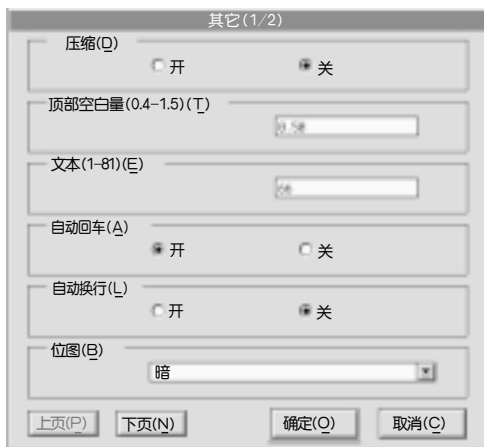 其它(1/2)
压缩(D)
开 关
顶部空白量(0.4-1.5)(T)
0.50
文本(1-81)(E)
66
自动回车(A)
开 关
自动换行(L)
开 关
位图(B)
暗
上页(P) 下页(N) 确定(O) 取消(C)